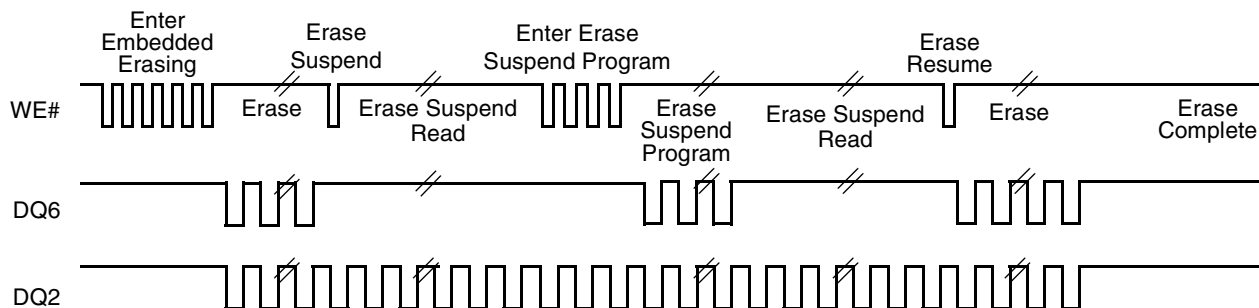 Enter
Embedded
Erasing
Erase
Suspend
Enter Erase
Suspend Program
Erase
Resume
WE#
Erase
Erase Suspend
Read
Erase
Suspend
Program
Erase Suspend
Read
Erase
Erase
Complete
DQ6
DQ2